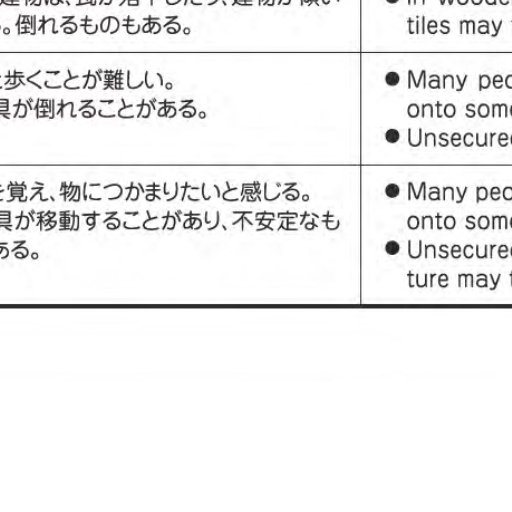 。倒れるものもある。
歩くことが難しい。
具が倒れることがある。
を覚え、物につかまりたいと感じる。
具が移動することがあり、不安定なも
ある。
tiles may
● Many peo
onto some
● Unsecured
● Many peo
onto some
● Unsecured
ture may